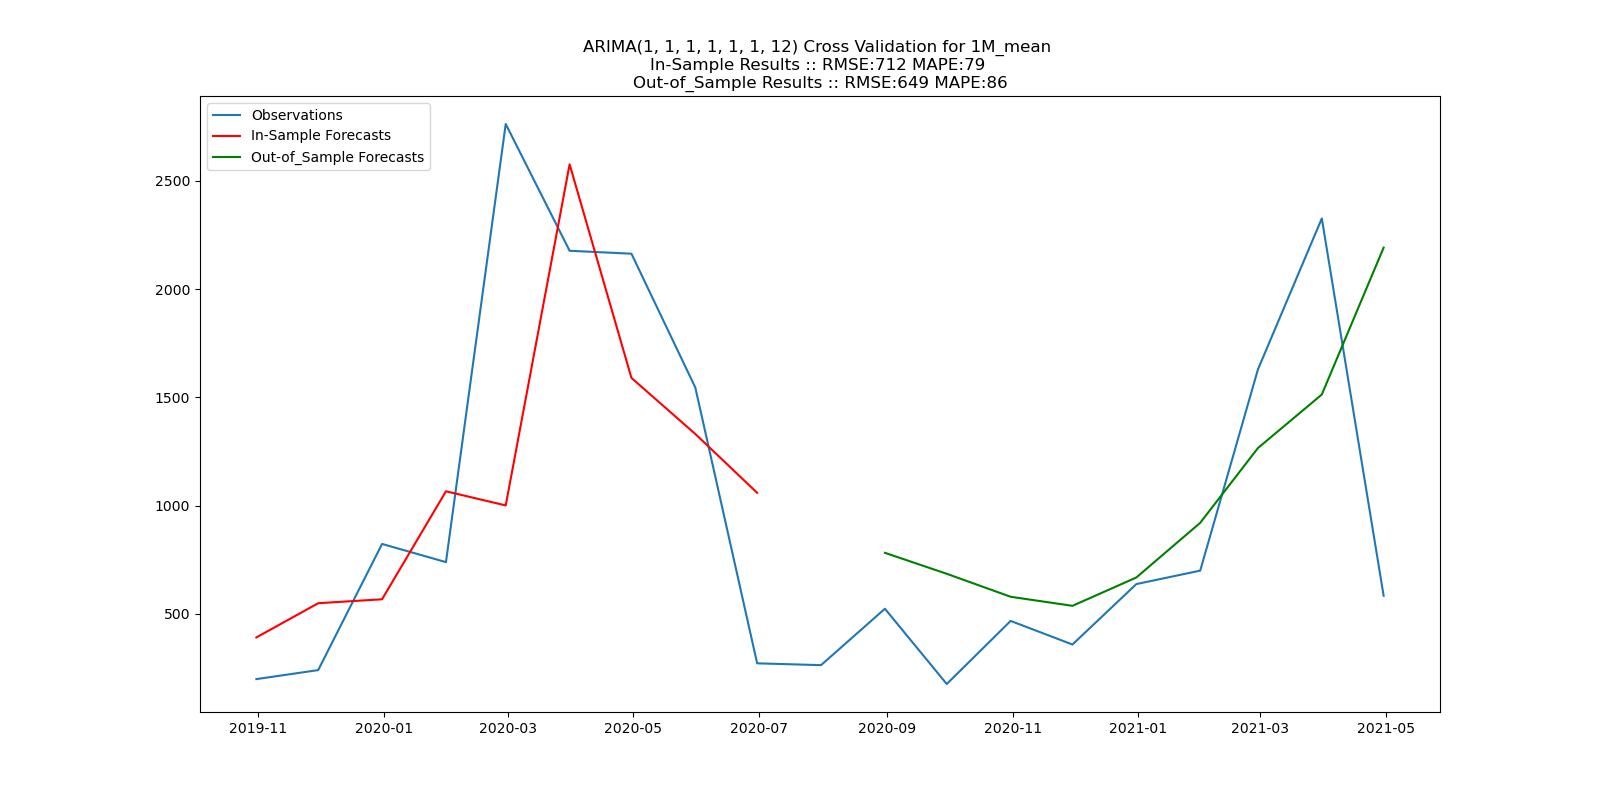 ARIMA(1, 1, 1, 1, 1, 1, 12) Cross Validation for 1M_mean
In-Sample Results :: RMSE:712 MAPE:79
Out-of_Sample Results :: RMSE:649 MAPE:86
Observations
In-Sample Forecasts
Out-of_Sample Forecasts
2500
2000
1500
1000
500
2019-11 2020-01 2020-03 2020-05 2020-07 2020-09 2020-11 2021-01 2021-03 2021-05